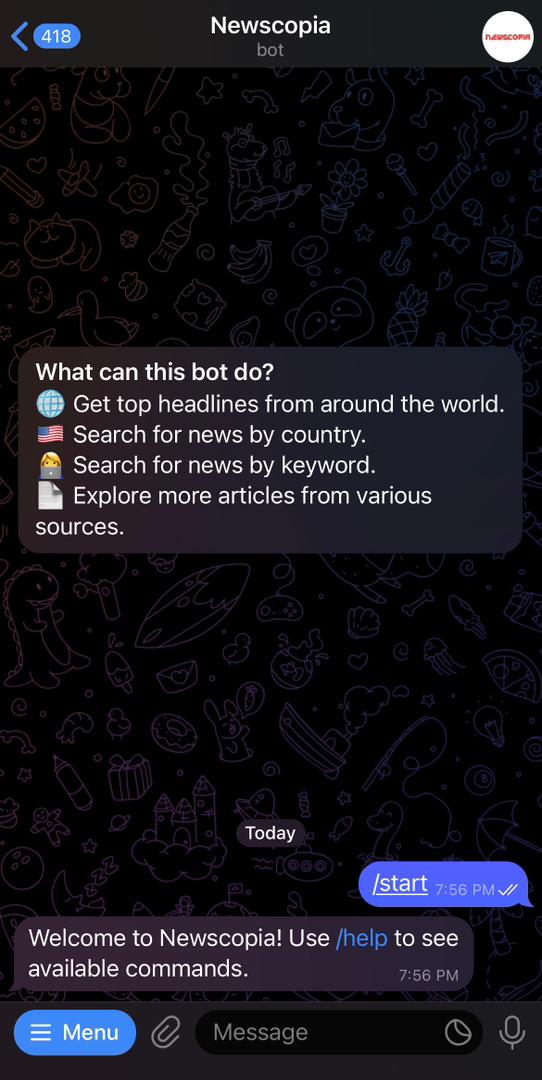 418
Newscopia
bot
NEWSCOPIA
What can this bot do?
🌐 Get top headlines from around the world.
🇺🇸 Search for news by country.
👩‍💻 Search for news by keyword.
📄 Explore more articles from various
sources.
Today
/start 7:56 PM
Welcome to Newscopia! Use /help to see
available commands. 7:56 PM
Menu
Message